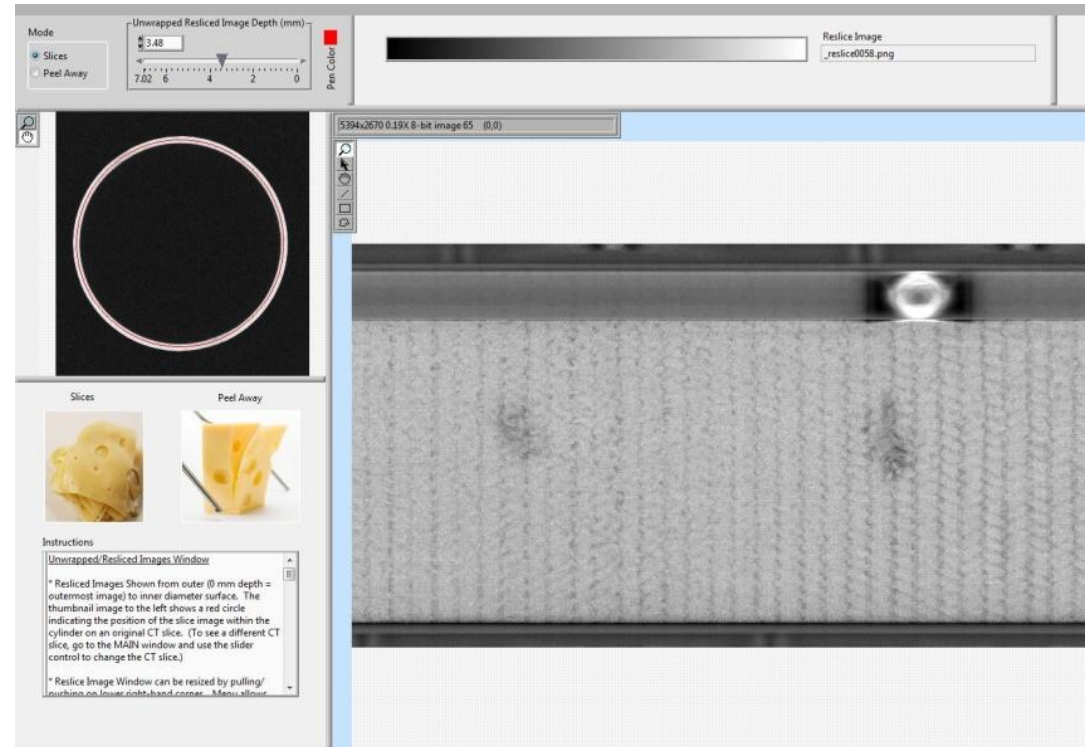 Mode
Slices
Peel Away
Unwrapped Resliced Image Depth (mm)
3.48
7.02 6 4 2 0
Pen Color
Reslice Image
_reslice0058.png
5394x2670 0.19X 8-bit image 65 (0,0)
Slices
Peel Away
Instructions
Unwrapped/Resliced Images Window
* Resliced Images Shown from outer (0 mm depth =
outermost image) to inner diameter surface. The
thumbnail image to the left shows a red circle
indicating the position of the slice image within the
cylinder on an original CT slice. (To see a different CT
slice, go to the MAIN window and use the slider
control to change the CT slice.)
* Reslice Image Window can be resized by pulling/
pushing on lower right-hand corner. Menu allows